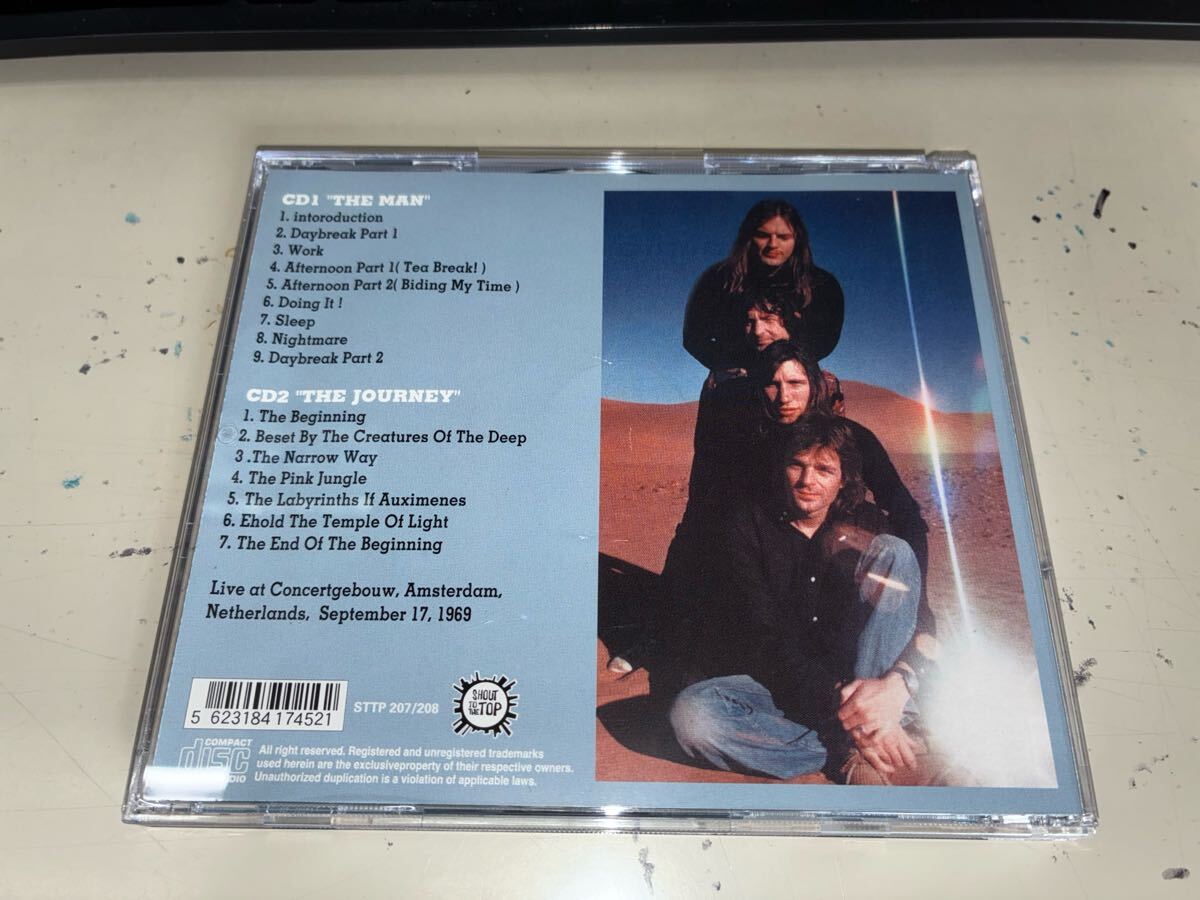 CD1 "THE MAN"
1. intoroduction
2. Daybreak Part 1
3. Work
4. Afternoon Part 1( Tea Break! )
5. Afternoon Part 2( Biding My Time )
6. Doing It !
7. Sleep
8. Nightmare
9. Daybreak Part 2
CD2 "THE JOURNEY"
1. The Beginning
2. Beset By The Creatures Of The Deep
3 .The Narrow Way
4. The Pink Jungle
5. The Labyrinths If Auximenes
6. Ehold The Temple Of Light
7. The End Of The Beginning
Live at Concertgebouw, Amsterdam,
Netherlands, September 17, 1969
5 623184 174521
STTP 207/208
SHOUT
TO THE
TOP
COMPACT
disc
All right reserved. Registered and unregistered trademarks
used herein are the exclusiveproperty of their respective owners.
Unauthorized duplication is a violation of applicable laws.